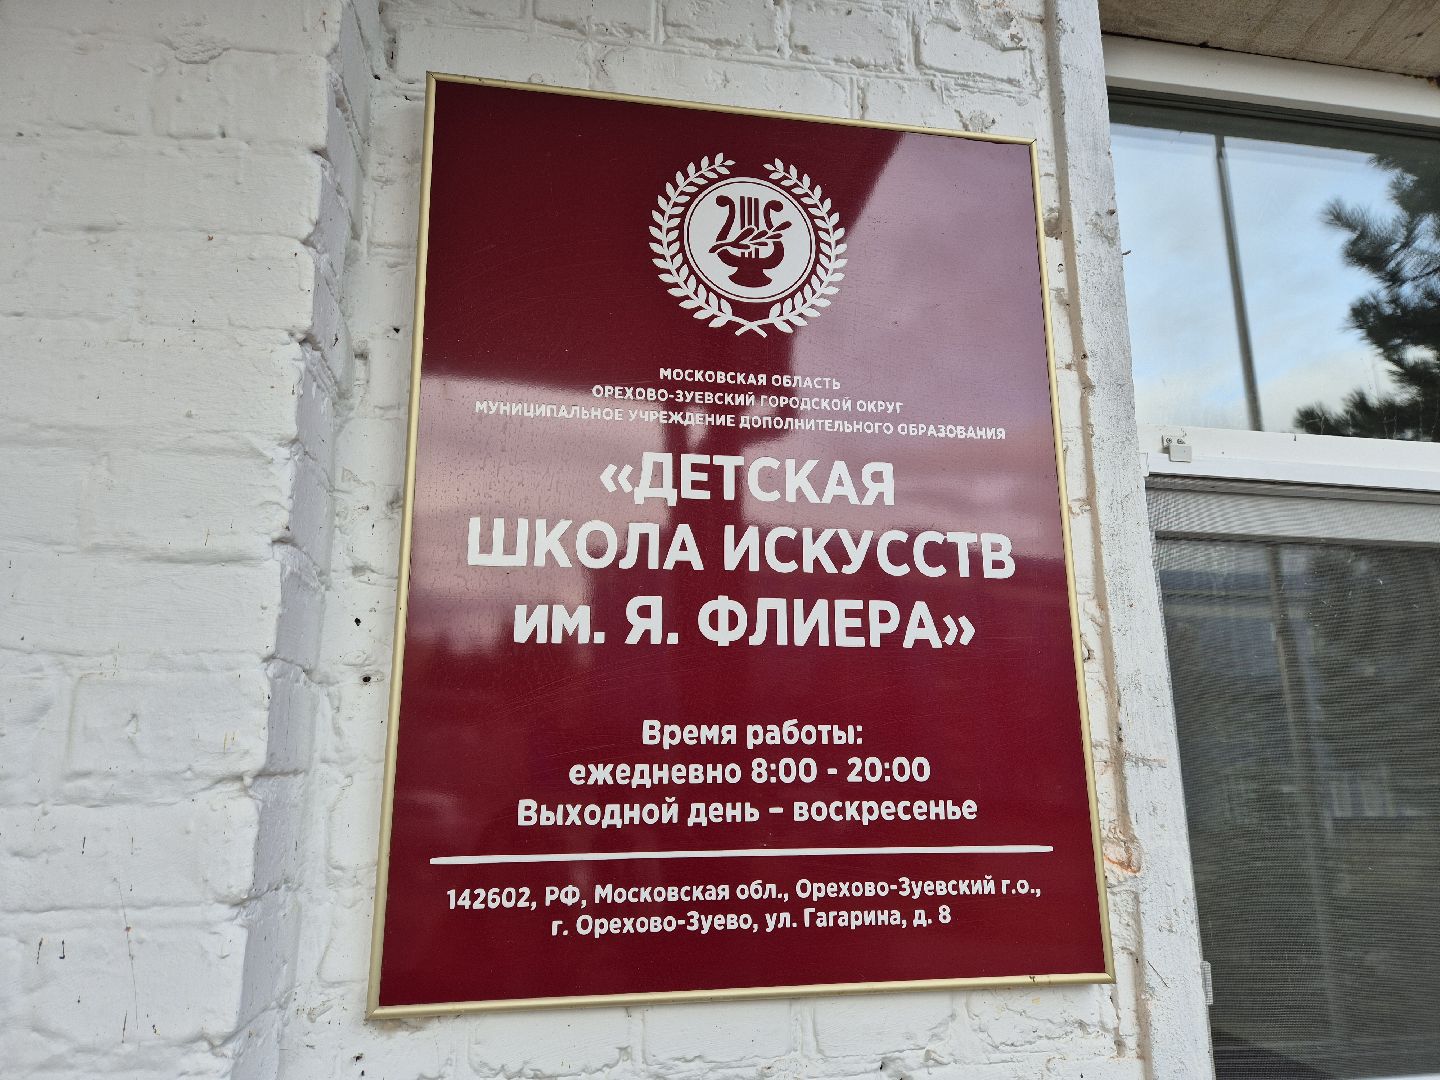 МОСКОВСКАЯ ОБЛАСТЬ
ОРЕХОВО-ЗУЕВСКИЙ ГОРОДСКОЙ ОКРУГ
МУНИЦИПАЛЬНОЕ УЧРЕЖДЕНИЕ ДОПОЛНИТЕЛЬНОГО ОБРАЗОВАНИЯ
«ДЕТСКАЯ
ШКОЛА ИСКУССТВ
ИМ. Я. ФЛИЕРА»
Время работы:
ежедневно 8:00 - 20:00
Выходной день – воскресенье
142602, РФ, Московская обл., Орехово-Зуевский г.о.,
г. Орехово-Зуево, ул. Гагарина, д. 8